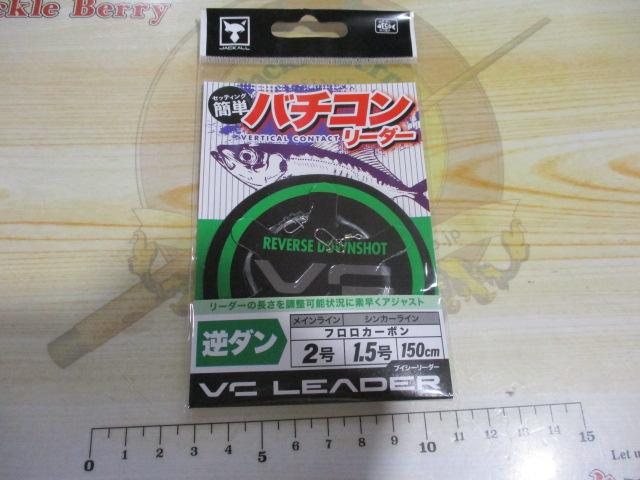 ckle Berry
JACKALL
セッティング
簡単
バチコン
VERTICAL CONTACT
リーダー
REVERSE DOWNSHOT
VC
リーダーの長さを調整可能状況に素早くアジャスト
逆ダン
メインライン シンカーライン
フロロカーボン
2号 1.5号 150cm
ブイシーリーダー
VC LEADER
0 1 2 3 4 5 6 7 8 9 10 11 12 13 14 15
Tackle Berry
Let u